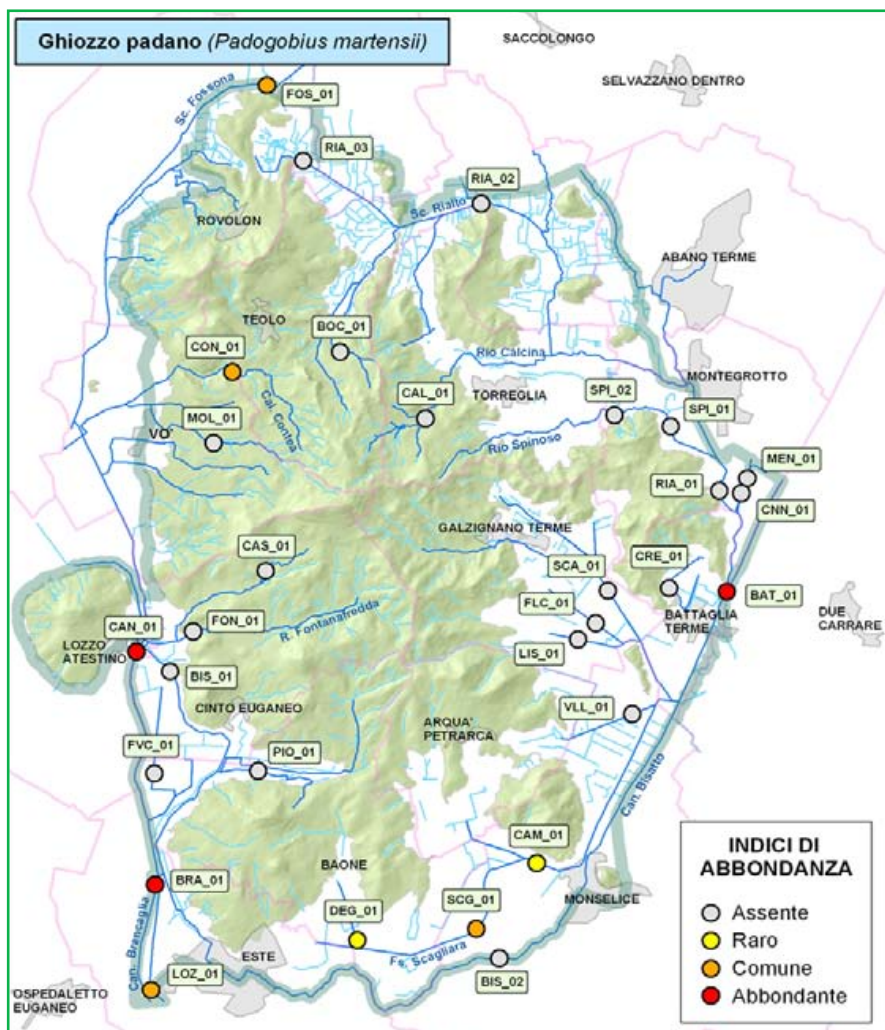 Ghiozzo padano (Padogobius martensii)
SACCOLONGO
SELVAZZANO DENTRO
Sc. Fossona
FOS_01
RIA_03
RIA_02
Sc. Rialto
ROVOLON
ABANO TERME
TEOLO
BOC_01
CON_01
Rio Calcina
MONTEGROTTO
CAL_01
TORREGLIA
SPI_02
SPI_01
MOL_01
Cal. Contea
VO'
Rio Spinoso
MEN_01
RIA_01
CNN_01
GALZIGNANO TERME
CAS_01
SCA_01
CRE_01
FLC_01
BAT_01
CAN_01
FON_01
R. Fontanafredda
BATTAGLIA
TERME
DUE
CARRARE
LOZZO
ATESTINO
LIS_01
BIS_01
CINTO EUGANEO
ARQUA'
PETRARCA
VLL_01
FVC_01
PIO_01
Can. Bisatto
CAM_01
BAONE
BRA_01
DEG_01
SCG_01
MONSELICE
Can. Brancaglia
ESTE
Fs. Scagliara
LOZ_01
BIS_02
OSPEDALETTO
EUGANEO
INDICI DI
ABBONDANZA
Assente
Raro
Comune
Abbondante